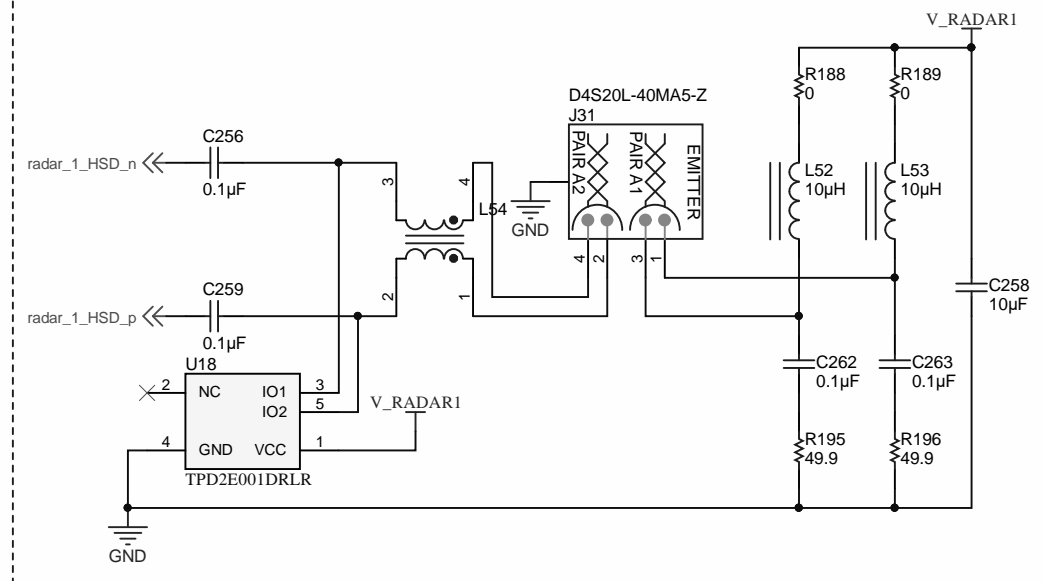 V_RADAR1
R188
0
R189
0
D4S20L-40MA5-Z
J31
PAIR A2
PAIR A1
EMITTER
C256
radar_1_HSD_n
0.1µF
3
4
L54
GND
L52
10µH
L53
10µH
4
2
3
1
C259
radar_1_HSD_p
0.1µF
2
1
C258
10µF
U18
2
NC
IO1
3
IO2
5
4
GND
VCC
1
TPD2E001DRLR
V_RADAR1
C262
0.1µF
C263
0.1µF
R195
49.9
R196
49.9
GND